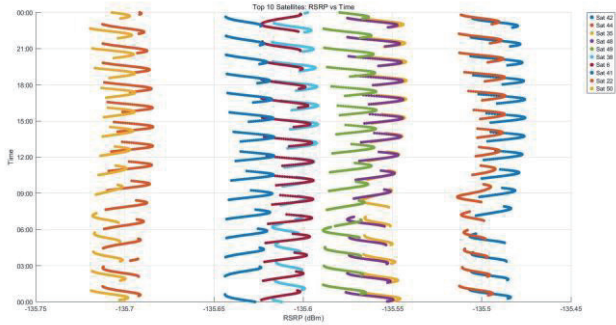 Top 10 Satellites: RSRP vs Time
00:00
21:00
18:00
15:00
12:00
09:00
06:00
03:00
00:00
Time
-135.75
-135.7
-135.65
-135.6
-135.55
-135.5
-135.45
RSRP (dBm)
Sat 42
Sat 44
Sat 35
Sat 48
Sat 49
Sat 38
Sat 6
Sat 41
Sat 22
Sat 50